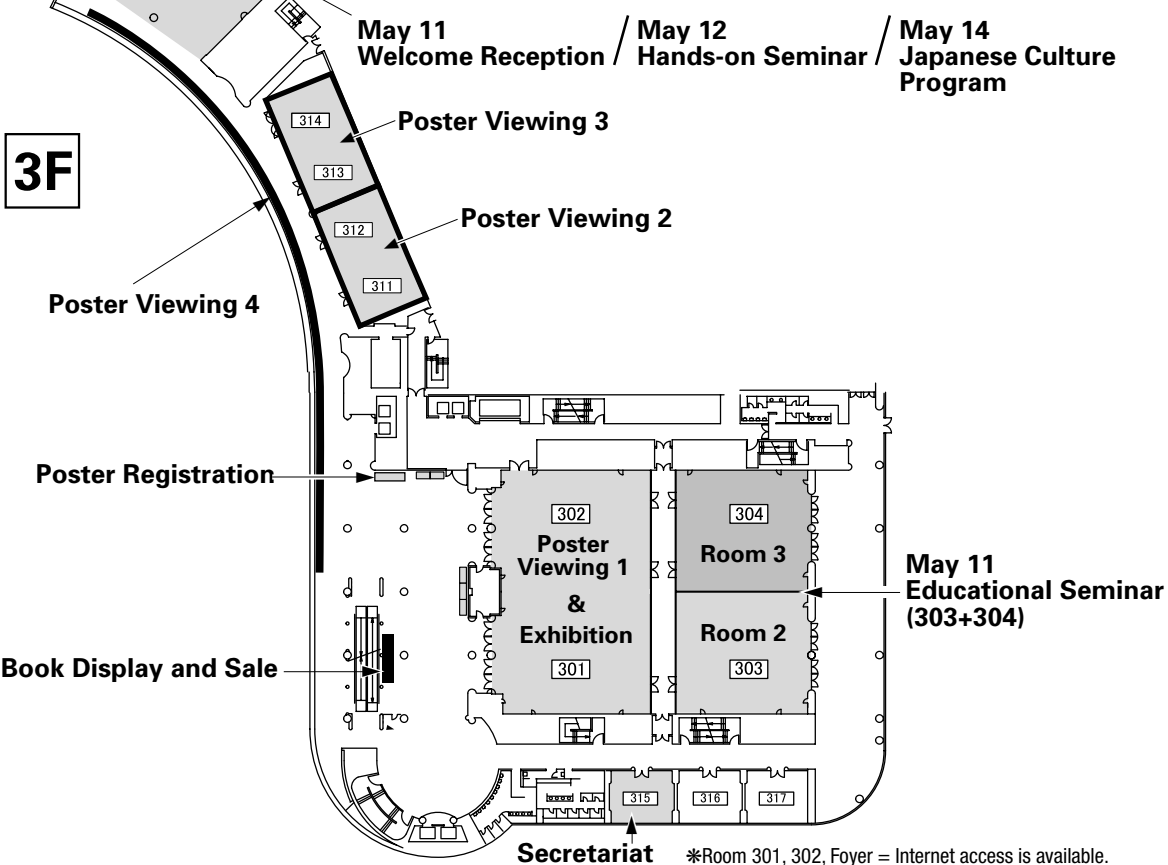 May 11
Welcome Reception / May 12
Hands-on Seminar / May 14
Japanese Culture
Program
3F
314
Poster Viewing 3
313
312
Poster Viewing 2
311
Poster Viewing 4
Poster Registration
302
Poster
Viewing 1
&
Exhibition
301
304
Room 3
Room 2
303
May 11
Educational Seminar
(303+304)
Book Display and Sale
315
316
317
Secretariat
✻Room 301, 302, Foyer = Internet access is available.